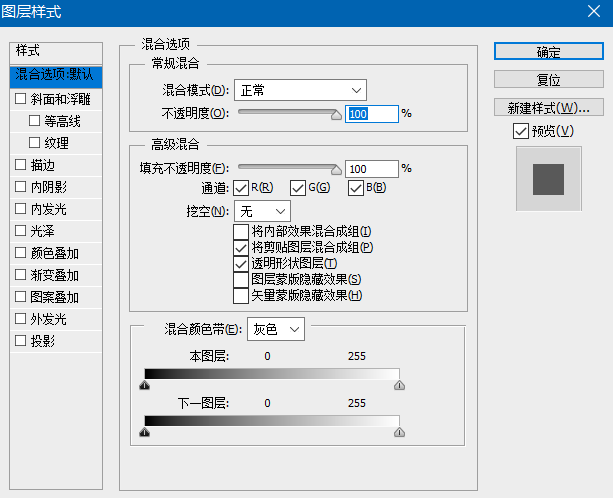 图层样式
样式
混合选项:默认
斜面和浮雕
等高线
纹理
描边
内阴影
内发光
光泽
颜色叠加
渐变叠加
图案叠加
外发光
投影
混合选项
常规混合
混合模式(D): 正常
不透明度(O): 100 %
高级混合
填充不透明度(F): 100 %
通道: R(R) G(G) B(B)
挖空(N): 无
将内部效果混合成组(I)
将剪贴图层混合成组(P)
透明形状图层(T)
图层蒙版隐藏效果(S)
矢量蒙版隐藏效果(H)
混合颜色带(E): 灰色
本图层: 0 255
下一图层: 0 255
确定
复位
新建样式(W)...
预览(V)